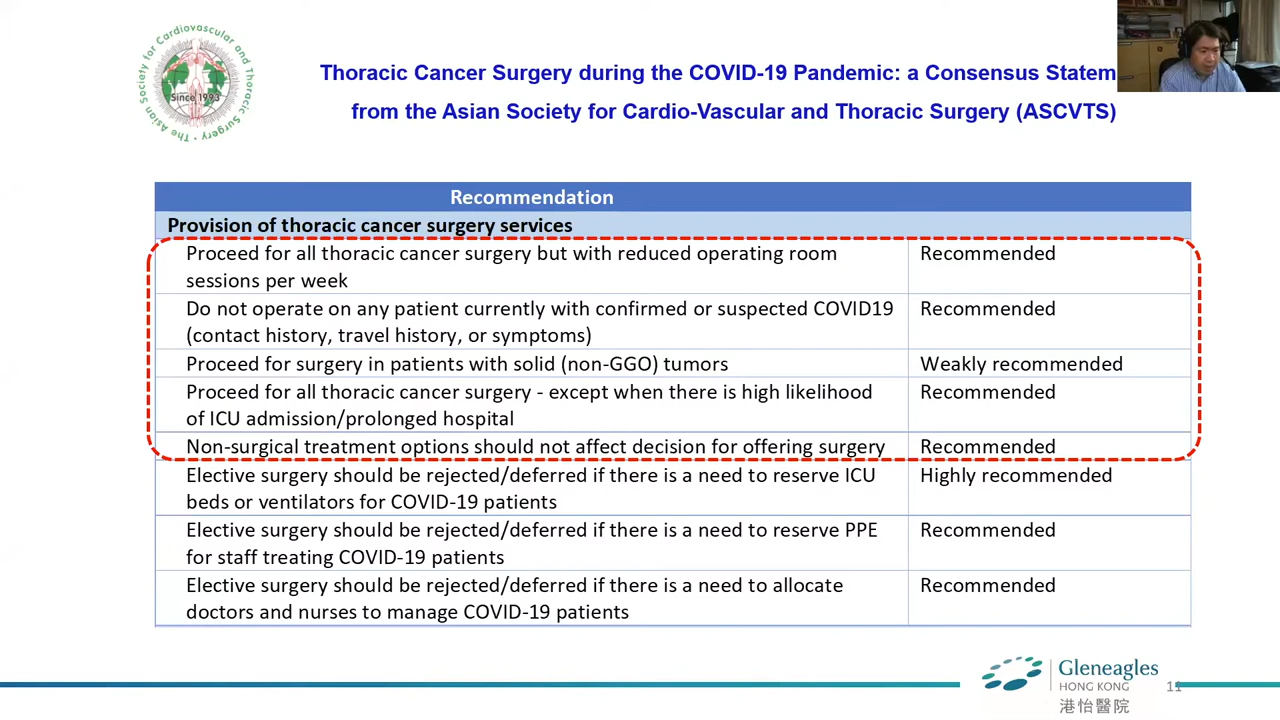 The Asian Society for Cardiovascular and Thoracic Surgery
Since 1993
Thoracic Cancer Surgery during the COVID-19 Pandemic: a Consensus Statem
from the Asian Society for Cardio-Vascular and Thoracic Surgery (ASCVTS)
Recommendation
Provision of thoracic cancer surgery services
Proceed for all thoracic cancer surgery but with reduced operating room
sessions per week
Recommended
Do not operate on any patient currently with confirmed or suspected COVID19
(contact history, travel history, or symptoms)
Recommended
Proceed for surgery in patients with solid (non-GGO) tumors
Weakly recommended
Proceed for all thoracic cancer surgery - except when there is high likelihood
of ICU admission/prolonged hospital
Recommended
Non-surgical treatment options should not affect decision for offering surgery
Recommended
Elective surgery should be rejected/deferred if there is a need to reserve ICU
beds or ventilators for COVID-19 patients
Highly recommended
Elective surgery should be rejected/deferred if there is a need to reserve PPE
for staff treating COVID-19 patients
Recommended
Elective surgery should be rejected/deferred if there is a need to allocate
doctors and nurses to manage COVID-19 patients
Recommended
Gleneagles
HONG KONG
港怡醫院
11